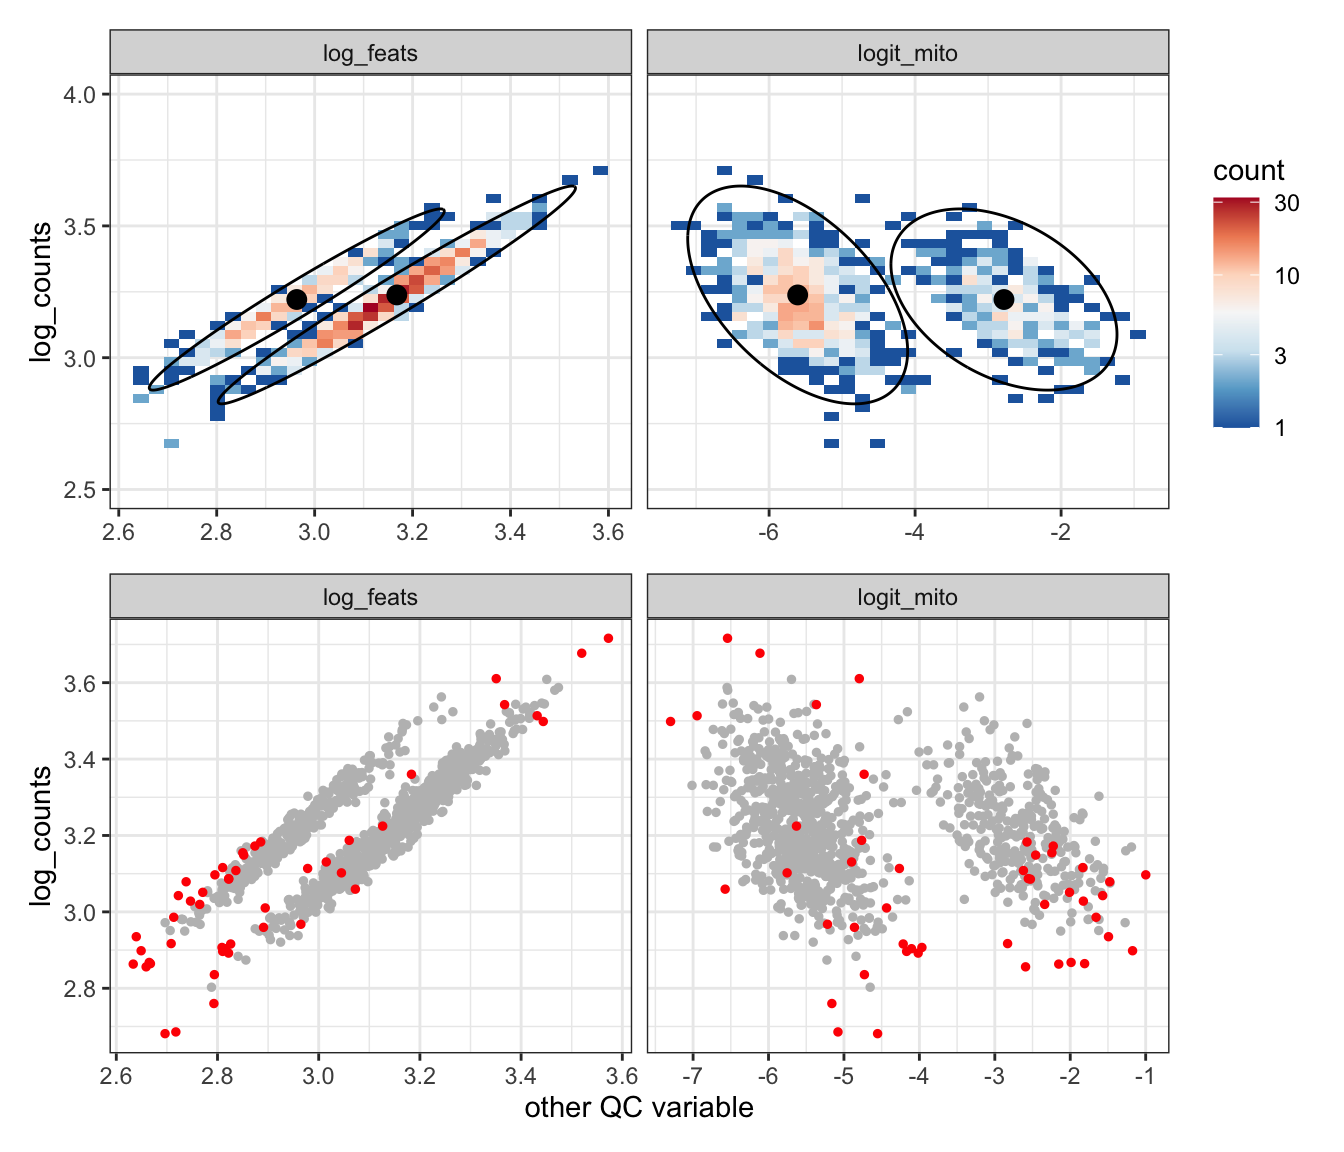 log_feats logit_mito
4.0
3.5
3.0
2.5
log_counts
2.6 2.8 3.0 3.2 3.4 3.6 -6 -4 -2
count
30
10
3
1
log_feats logit_mito
3.6
3.4
3.2
3.0
2.8
log_counts
2.6 2.8 3.0 3.2 3.4 3.6 -7 -6 -5 -4 -3 -2 -1
other QC variable